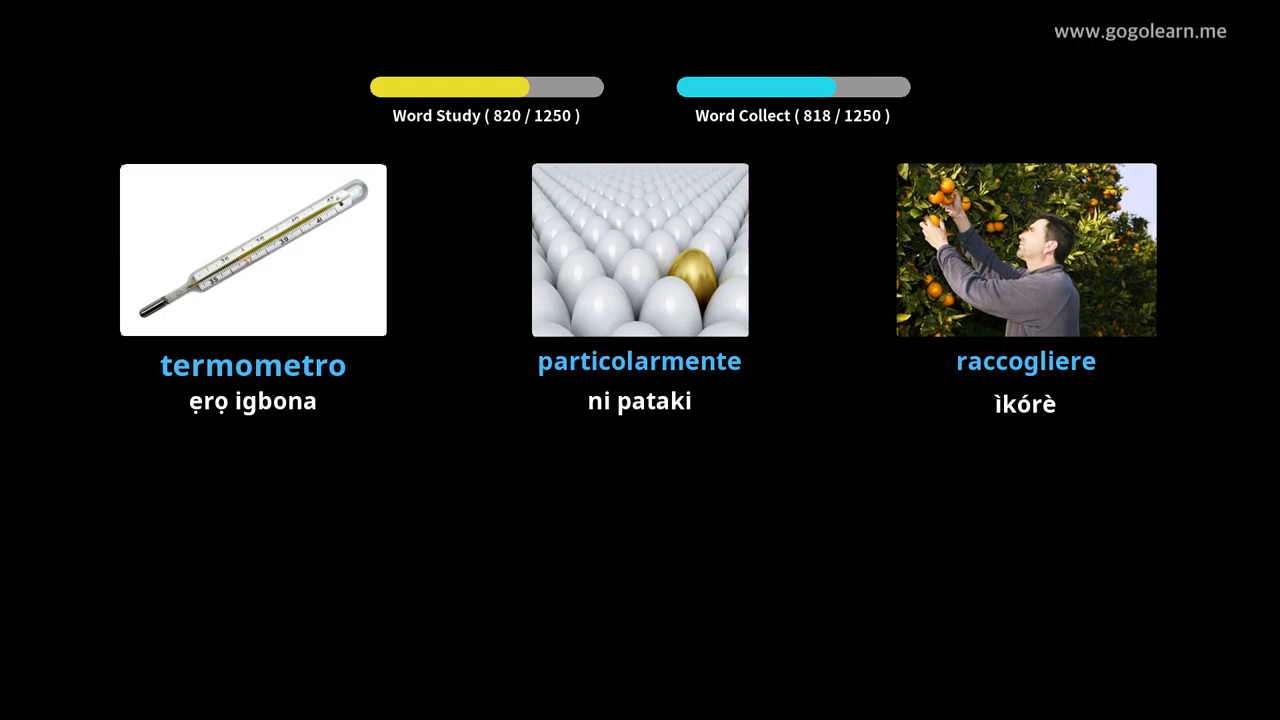 www.gogolearn.me
Word Study ( 820 / 1250 )
Word Collect ( 818 / 1250 )
termometro
particolarmente
raccogliere
ẹrọ igbona
ni pataki
ìkórè